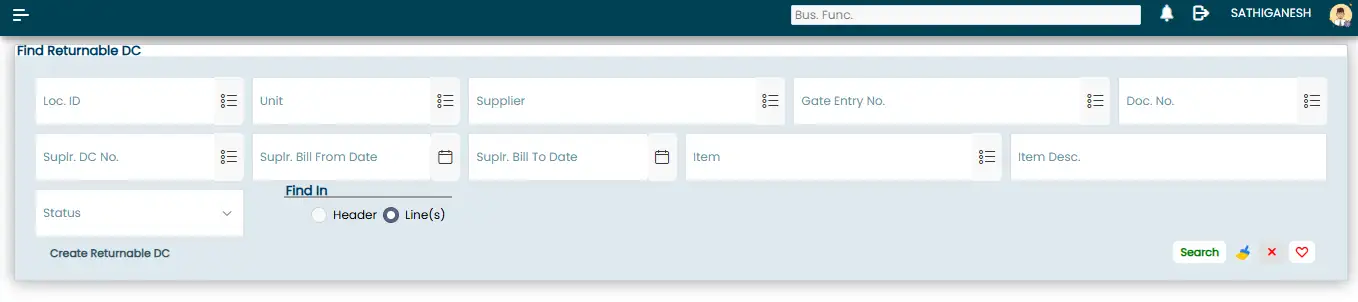 Bus. Func. SATHIGANESH
Find Returnable DC
Loc. ID Unit Supplier Gate Entry No. Doc. No.
Suplr. DC No. Suplr. Bill From Date Suplr. Bill To Date Item Item Desc.
Find In
Status Header Line(s)
Create Returnable DC Search